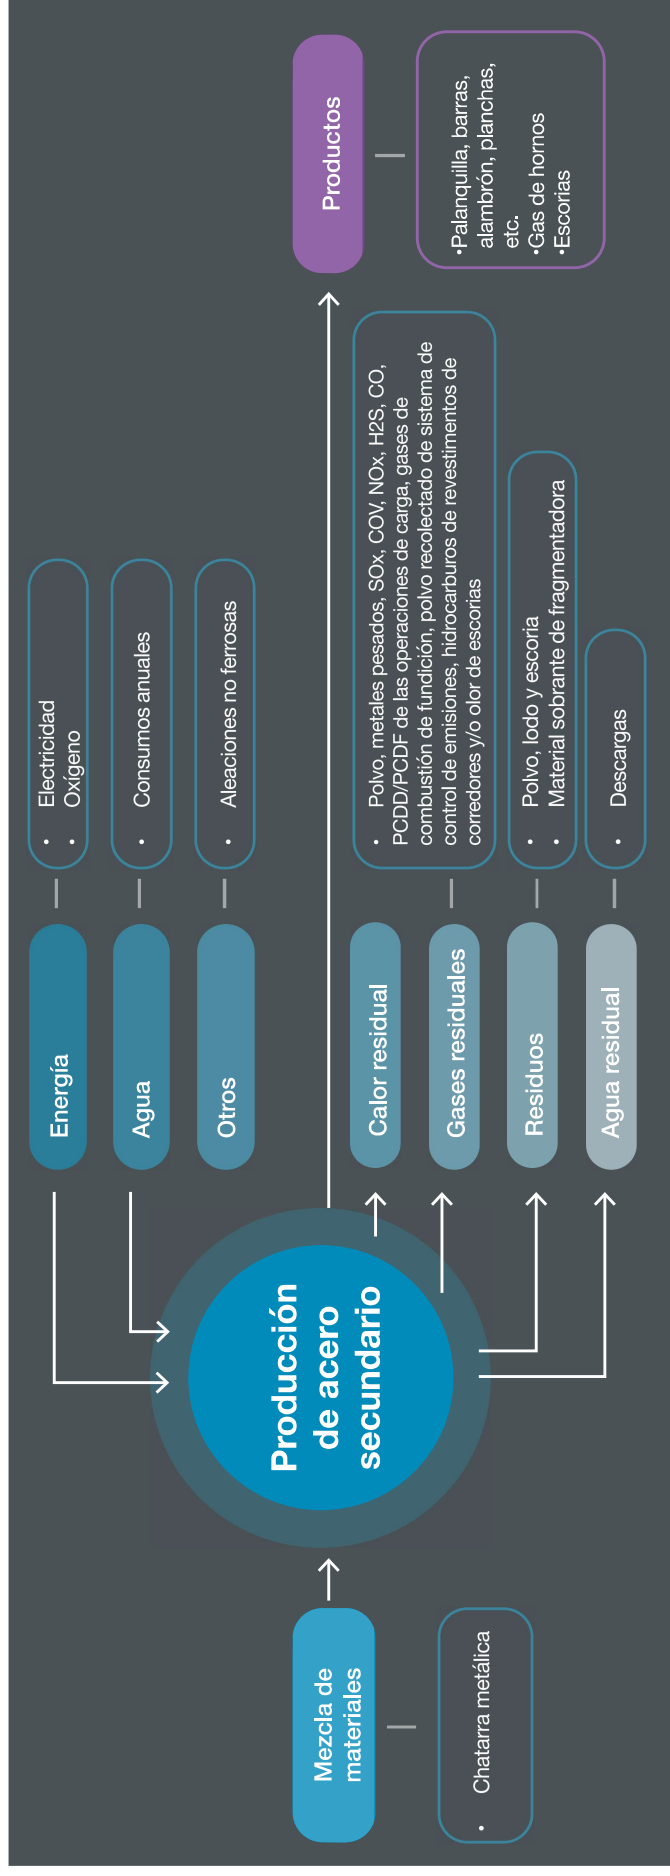 Energía
• Electricidad
• Oxígeno
Agua
• Consumos anuales
Otros
• Aleaciones no ferrosas
Mezcla de
materiales
• Chatarra metálica
Producción
de acero
secundario
Productos
•Palanquilla, barras,
alambrón, planchas,
etc.
•Gas de hornos
•Escorias
Calor residual
Gases residuales
• Polvo, metales pesados, SOx, COV, NOx, H2S, CO,
PCDD/PCDF de las operaciones de carga, gases de
combustión de fundición, polvo recolectado de sistema de
control de emisiones, hidrocarburos de revestimentos de
corredores y/o olor de escorias
Residuos
• Polvo, lodo y escoria
• Material sobrante de fragmentadora
Agua residual
• Descargas